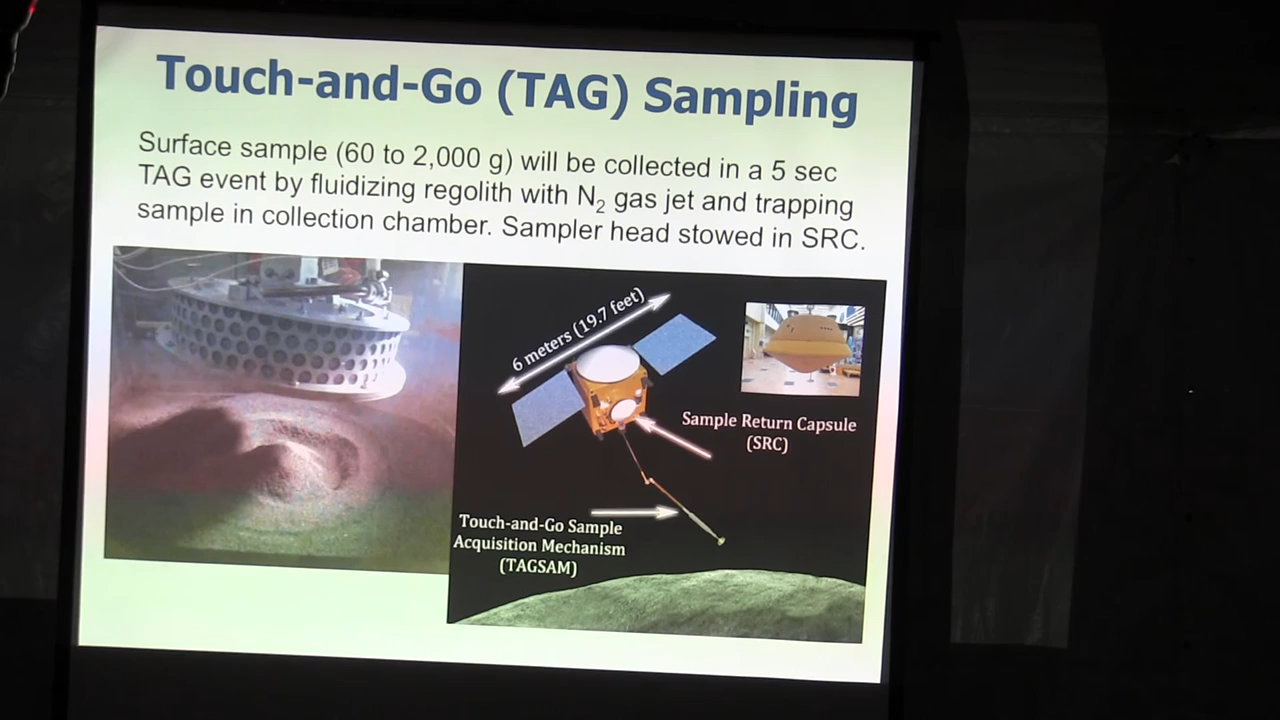 Touch-and-Go (TAG) Sampling
Surface sample (60 to 2,000 g) will be collected in a 5 sec
TAG event by fluidizing regolith with N₂ gas jet and trapping
sample in collection chamber. Sampler head stowed in SRC.
6 meters (19.7 feet)
Sample Return Capsule
(SRC)
Touch-and-Go Sample
Acquisition Mechanism
(TAGSAM)